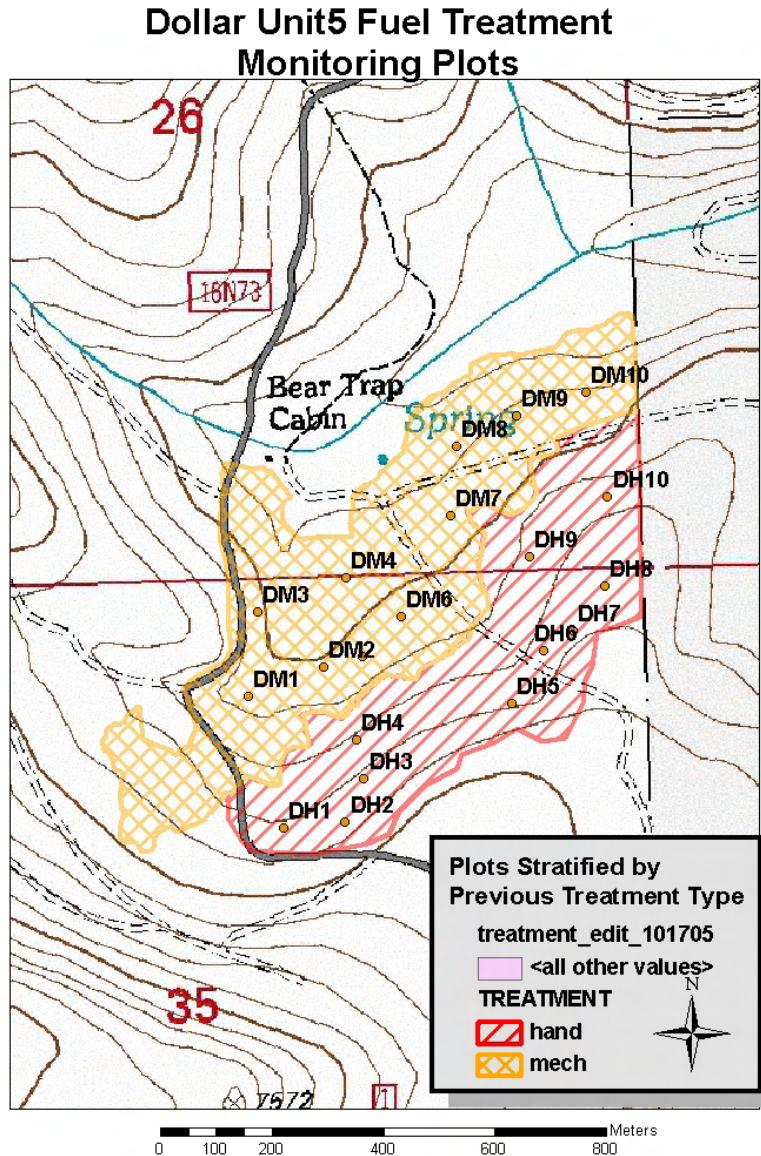 Dollar Unit5 Fuel Treatment
Monitoring Plots
26
16N73
Bear Trap
Cabin
Spring
DM10
DM9
DM8
DH10
DM7
DH9
DM4
DH8
DM3
DM6
DH7
DH6
DM2
DM1
DH5
DH4
DH3
DH1
DH2
Plots Stratified by
Previous Treatment Type
treatment_edit_101705
<all other values>
N
TREATMENT
hand
mech
35
7572
1
Meters
0 100 200 400 600 800